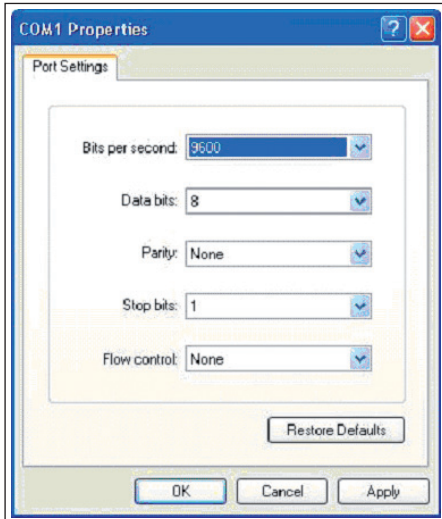 COM1 Properties
Port Settings
Bits per second: 9600
Data bits: 8
Parity: None
Stop bits: 1
Flow control: None
Restore Defaults
OK Cancel Apply